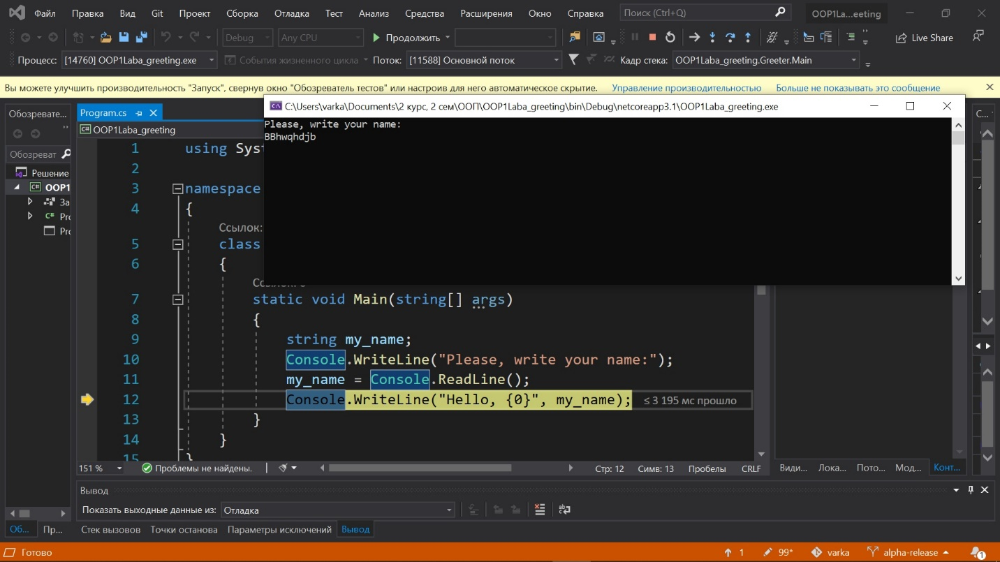 Файл Правка Вид Git Проект Сборка Отладка Тест Анализ Средства Расширения Окно Справка Поиск (Ctrl+Q) OOP1La...eeting
Debug Any CPU Продолжить Live Share
Процесс: [14760] OOP1Laba_greeting.exe События жизненного цикла Поток: [11588] Основной поток Кадр стека: OOP1Laba_greeting.Greeter.Main
Вы можете улучшить производительность "Запуск", свернув окно "Обозреватель тестов" или настроив для него автоматическое скрытие. Управление производительностью Больше не показывать это сообщение
Обозревате...
Program.cs
C:\Users\varka\Documents\2 курс, 2 сем\ООП\OOP1Laba_greeting\bin\Debug\netcoreapp3.1\OOP1Laba_greeting.exe
С...
Please, write your name:
BBhwqhdjb
OOP1Laba_greeting
Обозреват
Решение
OOP1
За
Pro
Pro
1 using Syst
2
3 namespace
4 {
Ссылок:
5 class
6 {
7 static void Main(string[] args)
8 {
9 string my_name;
10 Console.WriteLine("Please, write your name:");
11 my_name = Console.ReadLine();
12 Console.WriteLine("Hello, {0}", my_name); ≤ 3 195 мс прошло
13 }
14 }
15 }
151 % Проблемы не найдены. Стр: 12 Симв: 13 Пробелы CRLF
Види... Лока... Пото... Мод... Конт...
Вывод
Показать выходные данные из: Отладка
Об... Пр... Стек вызовов Точки останова Параметры исключений Вывод
Готово 1 99* varka alpha-release 1